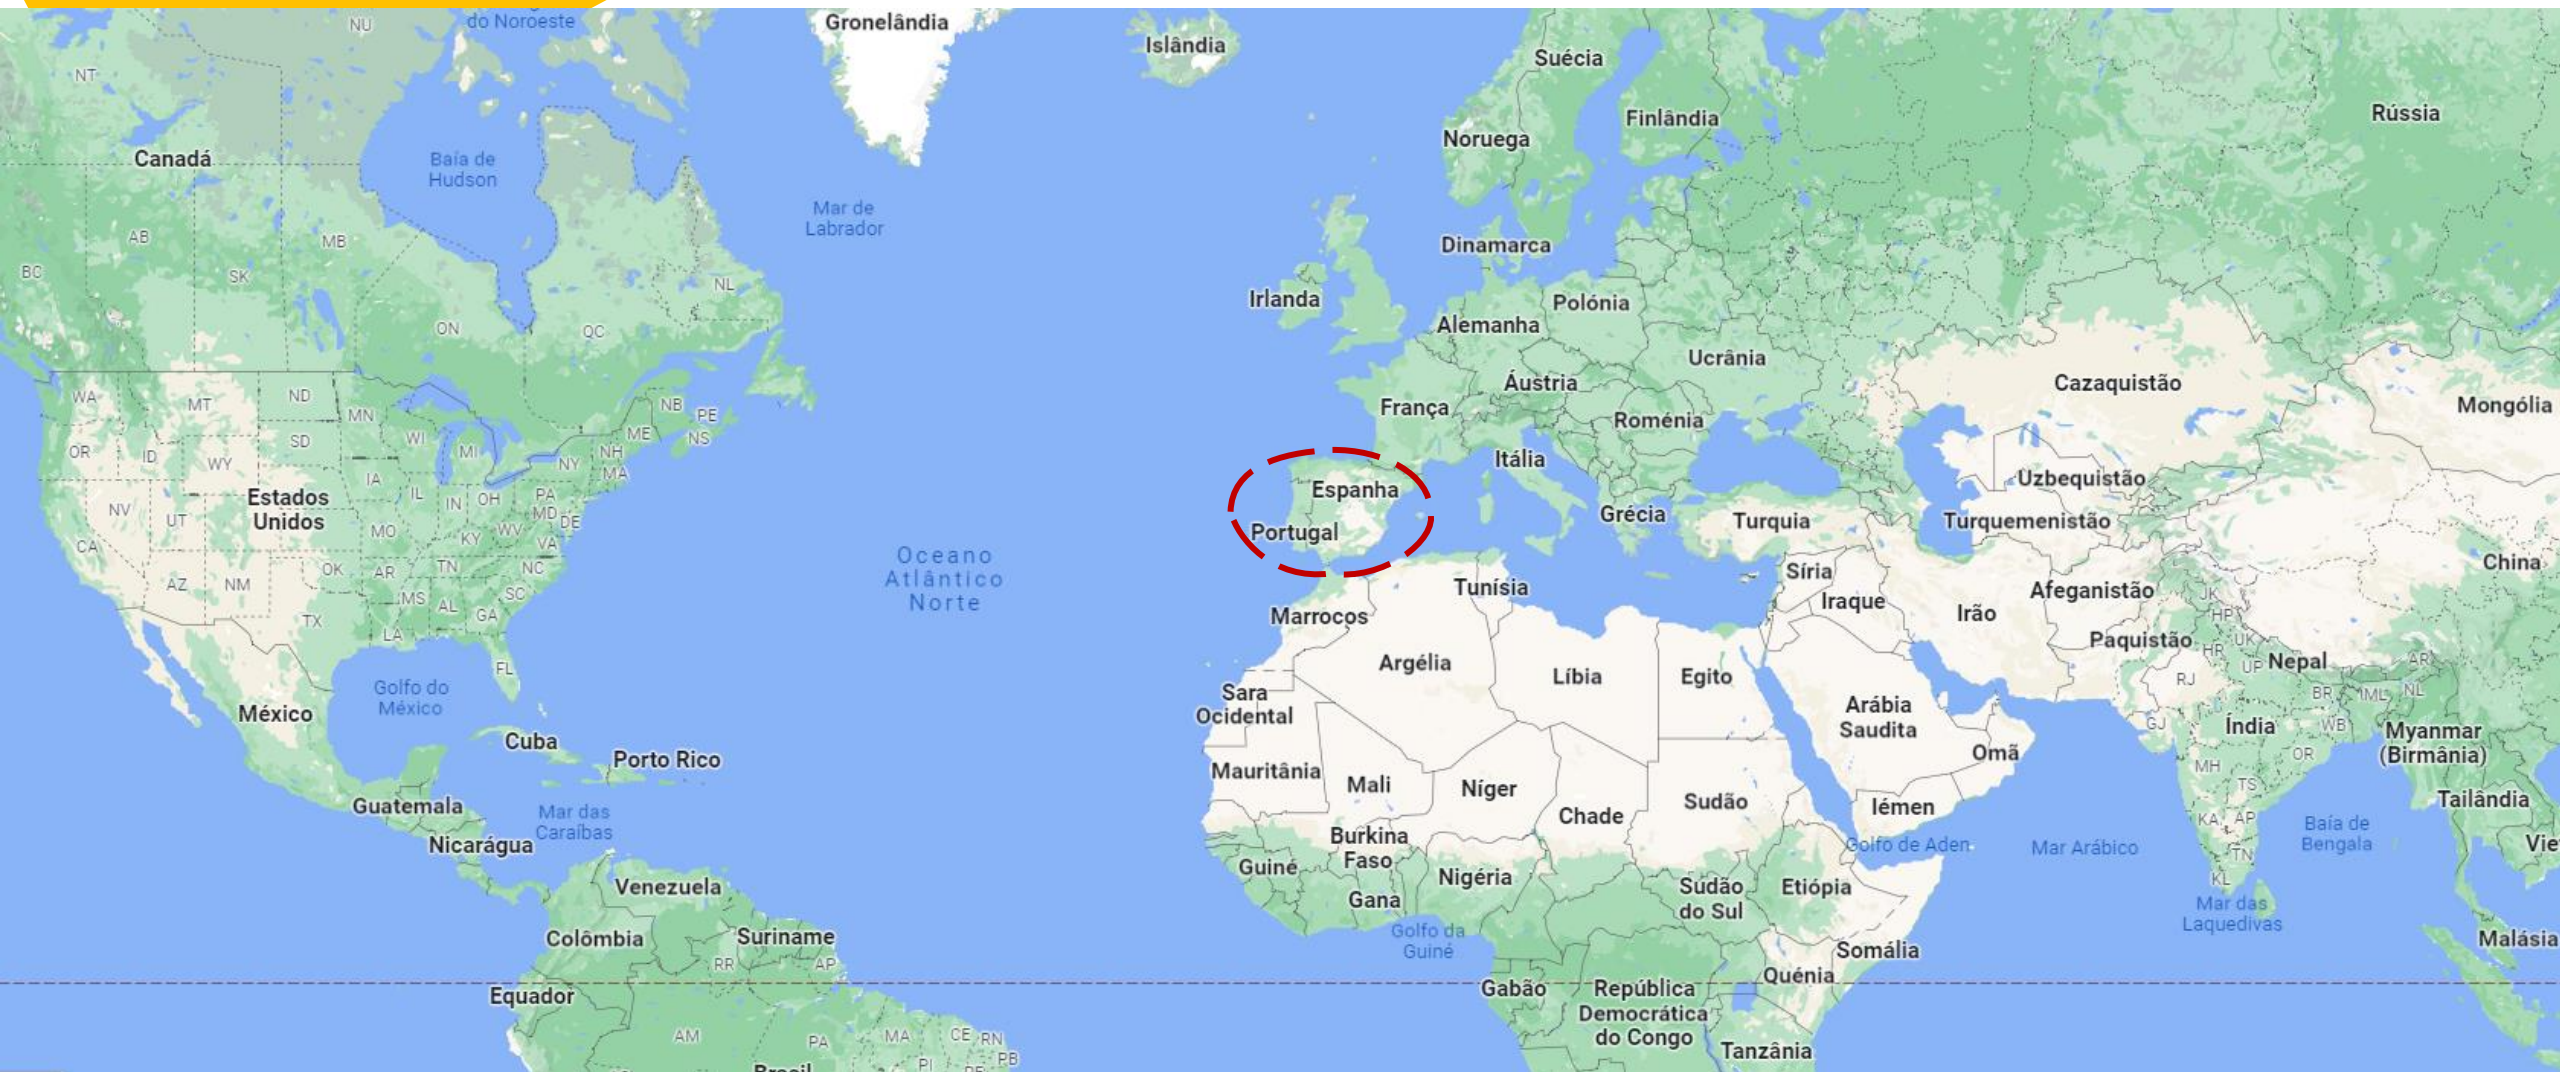 NU
do Noroeste
Gronelândia
Islândia
Suécia
NT
Finlândia
Rússia
Noruega
Canadá
Baía de
Hudson
Mar de
Labrador
AB
MB
Dinamarca
BC
SK
NL
Irlanda
Polónia
Alemanha
ON
QC
Ucrânia
Áustria
Cazaquistão
WA
MT
ND
MN
NB
PE
França
Roménia
Mongólia
OR
ID
WY
SD
WI
MI
ME
NS
NY
NH
MA
Itália
IA
IL
IN
OH
PA
MD
DE
Espanha
Uzbequistão
Estados
Unidos
NV
UT
MO
KY
WV
VA
Portugal
Grécia
Turquia
Turquemenistão
CA
Oceano
Atlântico
Norte
AZ
NM
OK
AR
TN
NC
Síria
China
Tunísia
Afeganistão
MS
AL
SC
GA
Marrocos
Iraque
Irão
JK
HP
TX
LA
Paquistão
UK
HR
UP
Nepal
AR
FL
Argélia
Líbia
Egito
RJ
BR
ML
NL
Golfo do
México
Sara
Ocidental
Arábia
Saudita
México
GJ
Índia
WB
Myanmar
(Birmânia)
Cuba
Porto Rico
Omã
OR
Mauritânia
Mali
Níger
MH
TS
Guatemala
Mar das
Caraíbas
Chade
Sudão
Iémen
Tailândia
KA
AP
Nicarágua
Burkina
Faso
Golfo de Aden
Mar Arábico
Baía de
Bengala
Vie
TN
Guiné
Nigéria
Venezuela
Gana
Sudão
do Sul
Etiópia
KL
Mar das
Laquedivas
Colômbia
Suriname
Golfo da
Guiné
Somália
Malásia
RR
AP
Quénia
Equador
Gabão
República
Democrática
do Congo
AM
PA
MA
CE
RN
PI
PB
PE
Tanzânia
Brasil